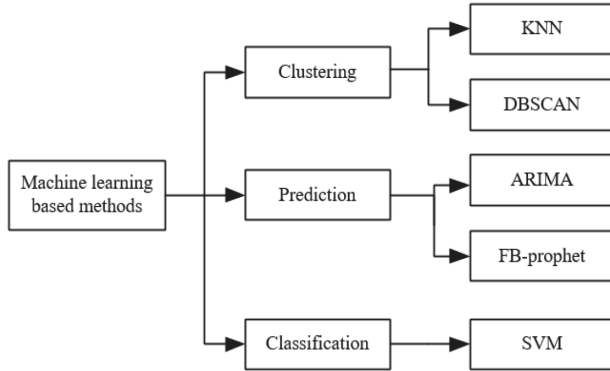 KNN
Clustering
DBSCAN
Machine learning
based methods
Prediction
ARIMA
FB-prophet
Classification
SVM